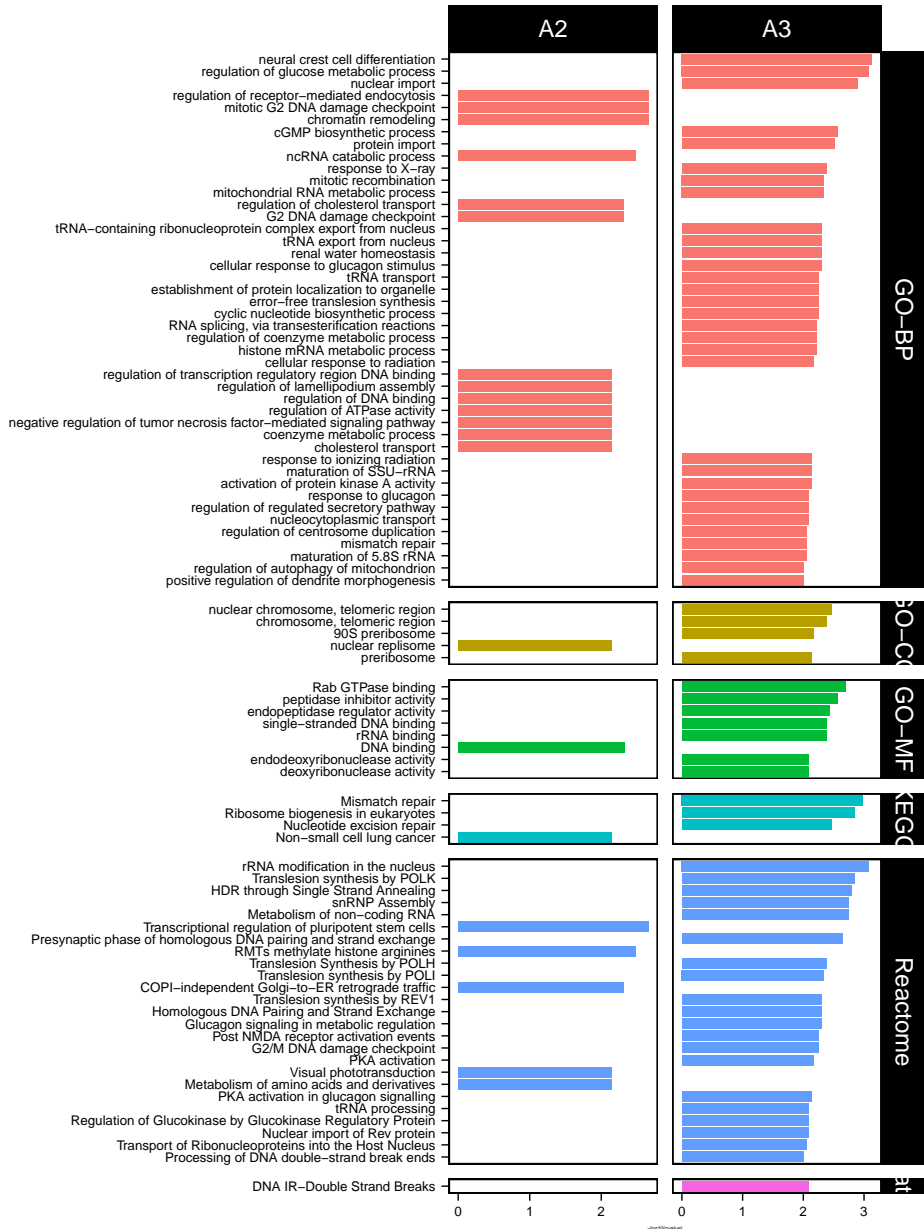 A2 A3
neural crest cell differentiation
regulation of glucose metabolic process
nuclear import
regulation of receptor−mediated endocytosis
mitotic G2 DNA damage checkpoint
chromatin remodeling
cGMP biosynthetic process
protein import
ncRNA catabolic process
response to X−ray
mitotic recombination
mitochondrial RNA metabolic process
regulation of cholesterol transport
G2 DNA damage checkpoint
tRNA−containing ribonucleoprotein complex export from nucleus
tRNA export from nucleus
renal water homeostasis
cellular response to glucagon stimulus
tRNA transport
establishment of protein localization to organelle
error−free translesion synthesis
cyclic nucleotide biosynthetic process
RNA splicing, via transesterification reactions
regulation of coenzyme metabolic process
histone mRNA metabolic process
cellular response to radiation
regulation of transcription regulatory region DNA binding
regulation of lamellipodium assembly
regulation of DNA binding
regulation of ATPase activity
negative regulation of tumor necrosis factor−mediated signaling pathway
coenzyme metabolic process
cholesterol transport
response to ionizing radiation
maturation of SSU−rRNA
activation of protein kinase A activity
response to glucagon
regulation of regulated secretory pathway
nucleocytoplasmic transport
regulation of centrosome duplication
mismatch repair
maturation of 5.8S rRNA
regulation of autophagy of mitochondrion
positive regulation of dendrite morphogenesis
GO−BP
nuclear chromosome, telomeric region
chromosome, telomeric region
90S preribosome
nuclear replisome
preribosome
GO−CC
Rab GTPase binding
peptidase inhibitor activity
endopeptidase regulator activity
single−stranded DNA binding
rRNA binding
DNA binding
endodeoxyribonuclease activity
deoxyribonuclease activity
GO−MF
Mismatch repair
Ribosome biogenesis in eukaryotes
Nucleotide excision repair
Non−small cell lung cancer
KEGG
rRNA modification in the nucleus
Translesion synthesis by POLK
HDR through Single Strand Annealing
snRNP Assembly
Metabolism of non−coding RNA
Transcriptional regulation of pluripotent stem cells
Presynaptic phase of homologous DNA pairing and strand exchange
RMTs methylate histone arginines
Translesion Synthesis by POLH
Translesion synthesis by POLI
COPI−independent Golgi−to−ER retrograde traffic
Translesion synthesis by REV1
Homologous DNA Pairing and Strand Exchange
Glucagon signaling in metabolic regulation
Post NMDA receptor activation events
G2/M DNA damage checkpoint
PKA activation
Visual phototransduction
Metabolism of amino acids and derivatives
PKA activation in glucagon signalling
tRNA processing
Regulation of Glucokinase by Glucokinase Regulatory Protein
Nuclear import of Rev protein
Transport of Ribonucleoproteins into the Host Nucleus
Processing of DNA double−strand break ends
Reactome
DNA IR−Double Strand Breaks
0 1 2 0 1 2 3